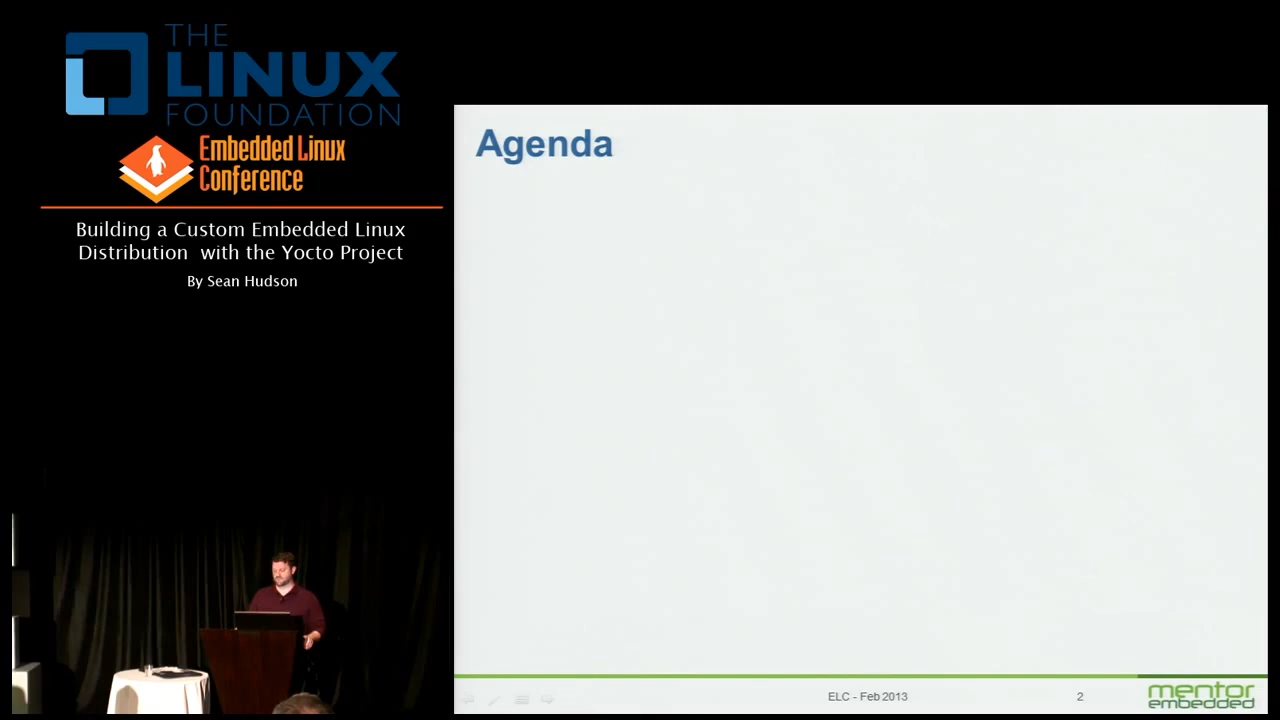 THE
LINUX
FOUNDATION
Embedded Linux
Conference
Building a Custom Embedded Linux
Distribution with the Yocto Project
By Sean Hudson
Agenda
ELC - Feb 2013
2
mentor
embedded